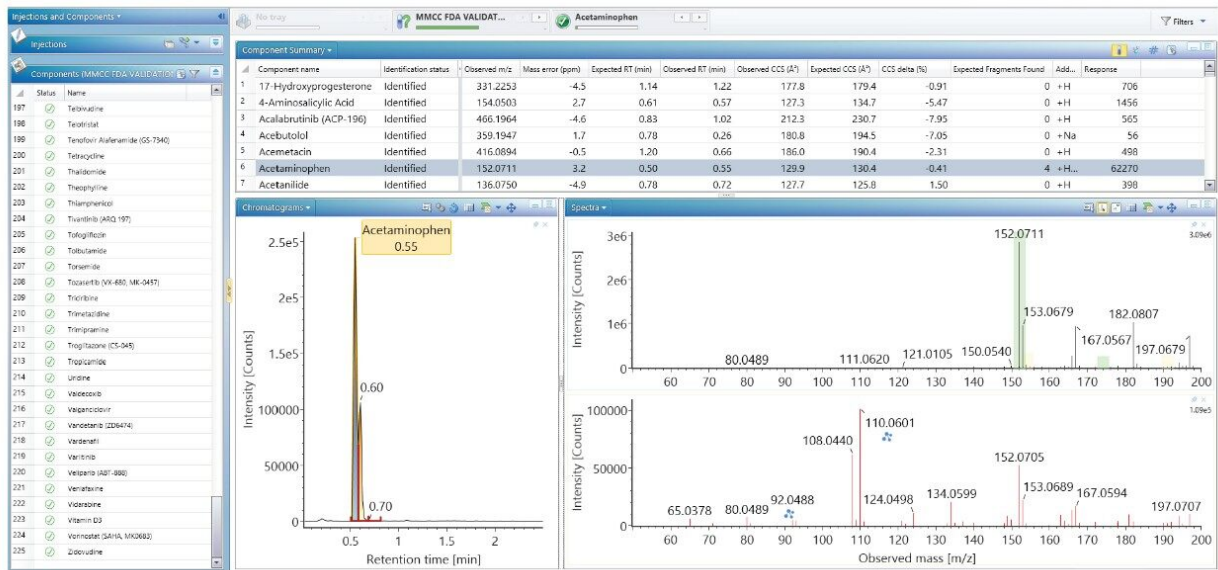 Injections and Components
No tray
MMCC FDA VALIDAT...
Acetaminophen
Filters
Injections
Components (MMCC FDA VALIDATIO
Status Name
197 Telbivudine
198 Telotristat
199 Tenofovir Alafenamide (GS-7340)
200 Tetracycline
201 Thalidomide
202 Theophylline
203 Thiamphenicol
204 Tivantinib (ARQ 197)
205 Tofogliflozin
206 Tolbutamide
207 Torsemide
208 Tozasertib (VX-680, MK-0457)
209 Triciribine
210 Trimetazidine
211 Trimipramine
212 Troglitazone (CS-045)
213 Tropicamide
214 Uridine
215 Valdecoxib
216 Valganciclovir
217 Vandetanib (ZD6474)
218 Vardenafil
219 Varlitinib
220 Veliparib (ABT-888)
221 Venlafaxine
222 Vidarabine
223 Vitamin D3
224 Vorinostat (SAHA, MK0683)
225 Zidovudine
Component Summary
Component name Identification status Observed m/z Mass error (ppm) Expected RT (min) Observed RT (min) Observed CCS (Å²) Expected CCS (Å²) CCS delta (%) Expected Fragments Found Add... Response
1 17-Hydroxyprogesterone Identified 331.2253 -4.5 1.14 1.22 177.8 179.4 -0.91 0 +H 706
2 4-Aminosalicylic Acid Identified 154.0503 2.7 0.61 0.57 127.3 134.7 -5.47 0 +H 1456
3 Acalabrutinib (ACP-196) Identified 466.1964 -4.6 0.83 1.02 212.3 230.7 -7.95 0 +H 565
4 Acebutolol Identified 359.1947 1.7 0.78 0.26 180.8 194.5 -7.05 0 +Na 56
5 Acemetacin Identified 416.0894 -0.5 1.20 0.66 186.0 190.4 -2.31 0 +H 498
6 Acetaminophen Identified 152.0711 3.2 0.50 0.55 129.9 130.4 -0.41 4 +H... 62270
7 Acetanilide Identified 136.0750 -4.9 0.78 0.72 127.7 125.8 1.50 0 +H 398
Chromatograms
Acetaminophen
0.55
0.60
0.70
Intensity [Counts]
2.5e5
2e5
1.5e5
100000
50000
0
0.5 1 1.5 2
Retention time [min]
Spectra
3.09e6
Intensity [Counts]
3e6
2e6
1e6
0
80.0489 111.0620 121.0105 150.0540 152.0711 153.0679 167.0567 182.0807 197.0679
60 70 80 90 100 110 120 130 140 150 160 170 180 190 200
1.09e5
Intensity [Counts]
100000
50000
0
65.0378 80.0489 92.0488 108.0440 110.0601 124.0498 134.0599 152.0705 153.0689 167.0594 197.0707
60 70 80 90 100 110 120 130 140 150 160 170 180 190 200
Observed mass [m/z]